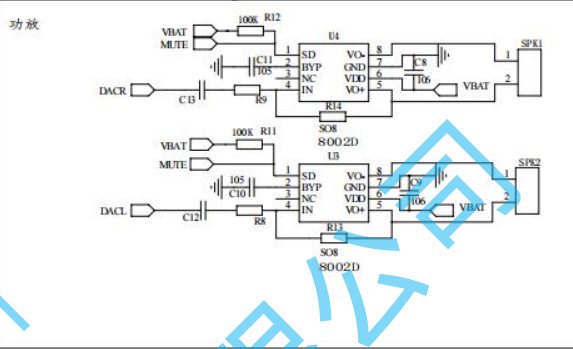 功放
VBAT 100K R12
MUTE
U4
SPK1
C11
105
1 SD VO- 8
2 BYP GND 7
3 NC VDD 6
4 IN VO+ 5
C8
106
VBAT
1
2
DACR
C13
R9
R14
SO8
8002D
VBAT 100K R11
MUTE
U3
SPK2
105
C10
1 SD VO- 8
2 BYP GND 7
3 NC VDD 6
4 IN VO+ 5
C9
106
VBAT
1
2
DACL
C12
R8
R13
SO8
8002D
限公司